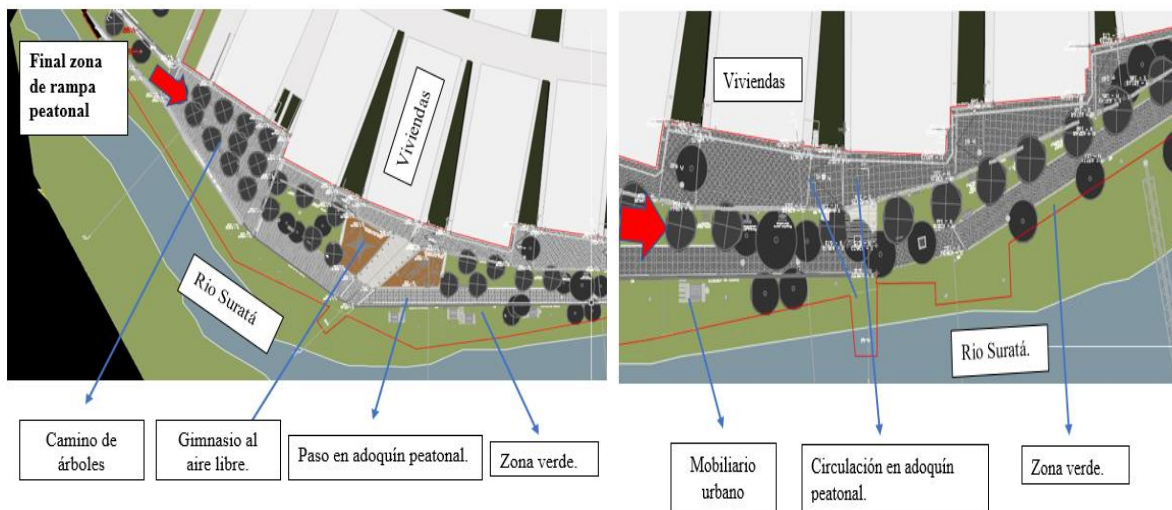 Final zona
de rampa
peatonal
Viviendas
Río Suratá
Camino de
árboles
Gimnasio al
aire libre.
Paso en adoquín peatonal.
Zona verde.
Viviendas
Río Suratá.
Mobiliario
urbano
Circulación en adoquín
peatonal.
Zona verde.